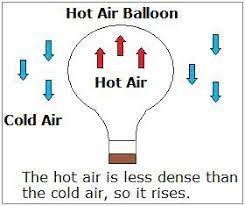 Hot Air Balloon
Hot Air
Cold Air
The hot air is less dense than
the cold air, so it rises.